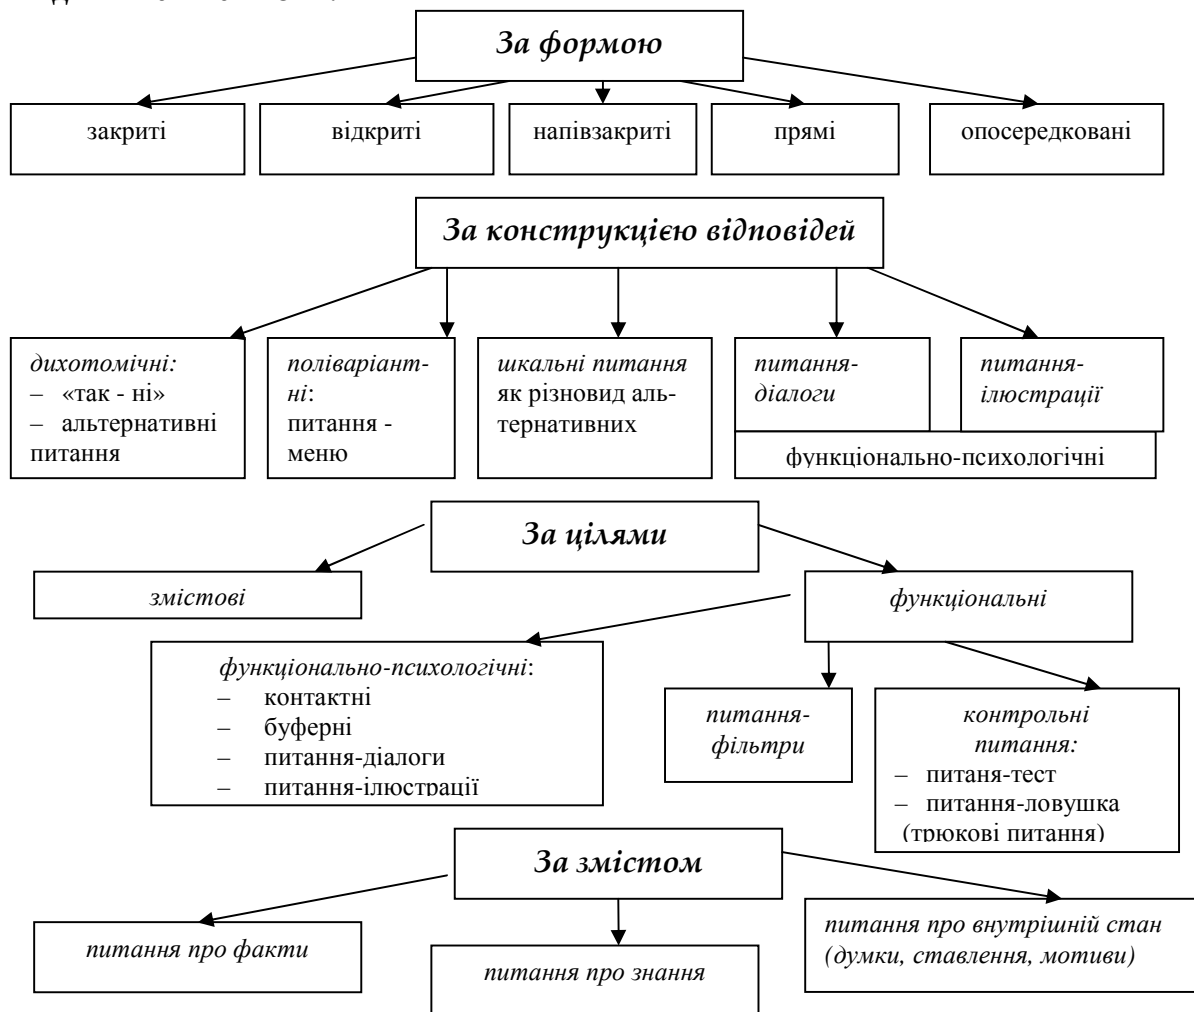 За формою
закриті
відкриті
напівзакриті
прямі
опосередковані
За конструкцією відповідей
дихотомічні:
– «так - ні»
– альтернативні
питання
поліваріант-
ні:
питання -
меню
шкальні питання
як різновид аль-
тернативних
питання-
діалоги
питання-
ілюстрації
функціонально-психологічні
За цілями
змістові
функціональні
функціонально-психологічні:
– контактні
– буферні
– питання-діалоги
– питання-ілюстрації
питання-
фільтри
контрольні
питання:
– питаня-тест
– питання-ловушка
(трюкові питання)
За змістом
питання про факти
питання про знання
питання про внутрішній стан
(думки, ставлення, мотиви)